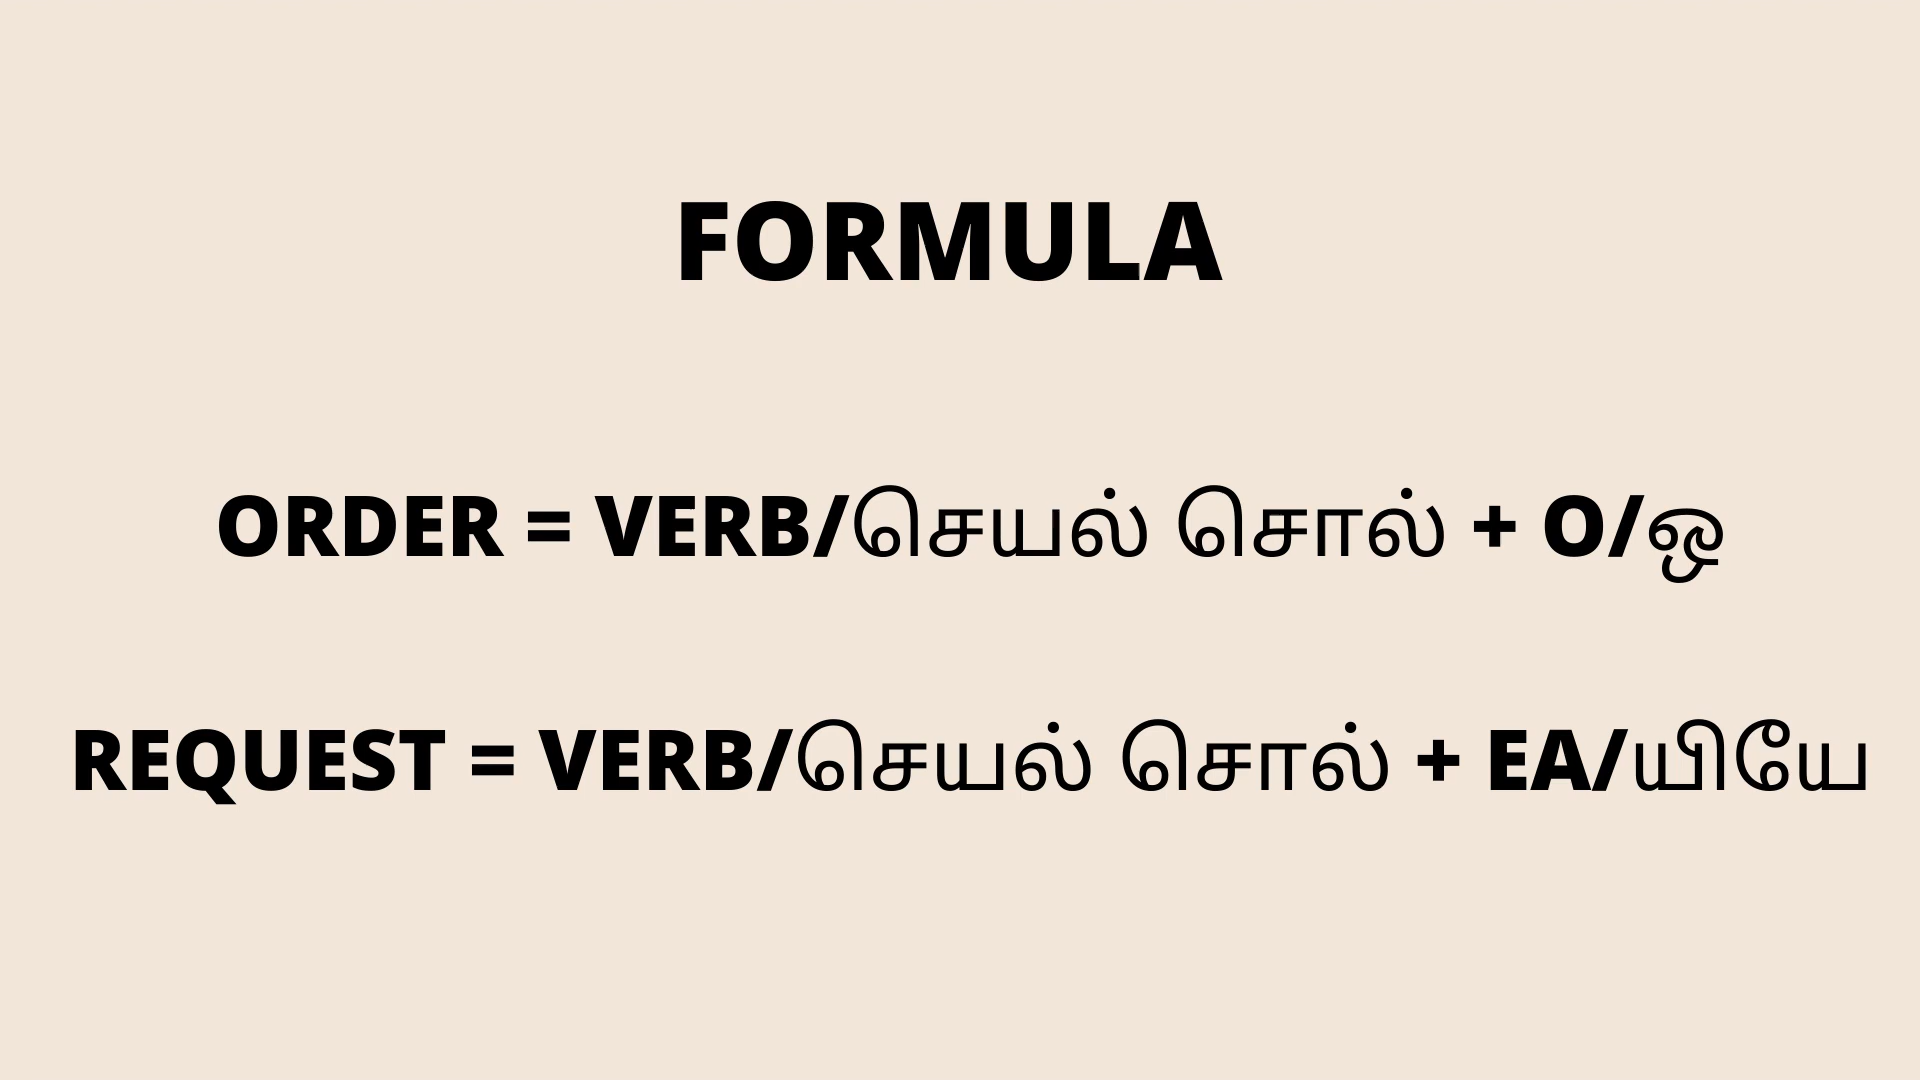 FORMULA
ORDER = VERB/செயல் சொல் + O/ஒ
REQUEST = VERB/செயல் சொல் + EA/யியே